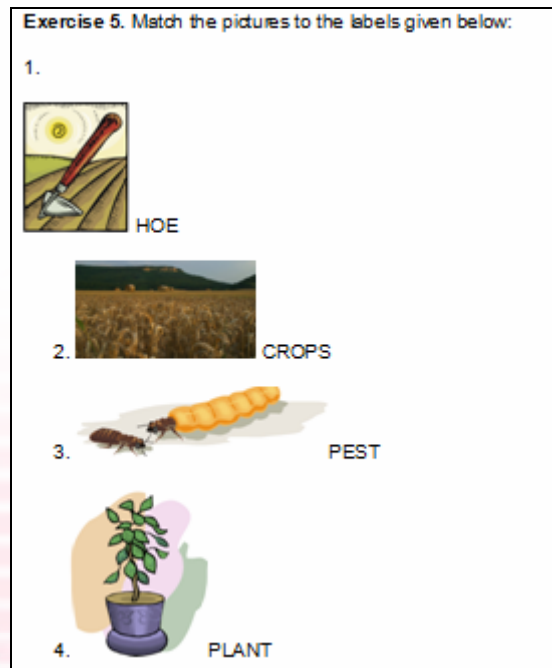 Exercise 5. Match the pictures to the labels given below:
1.
HOE
2. CROPS
3. PEST
4. PLANT